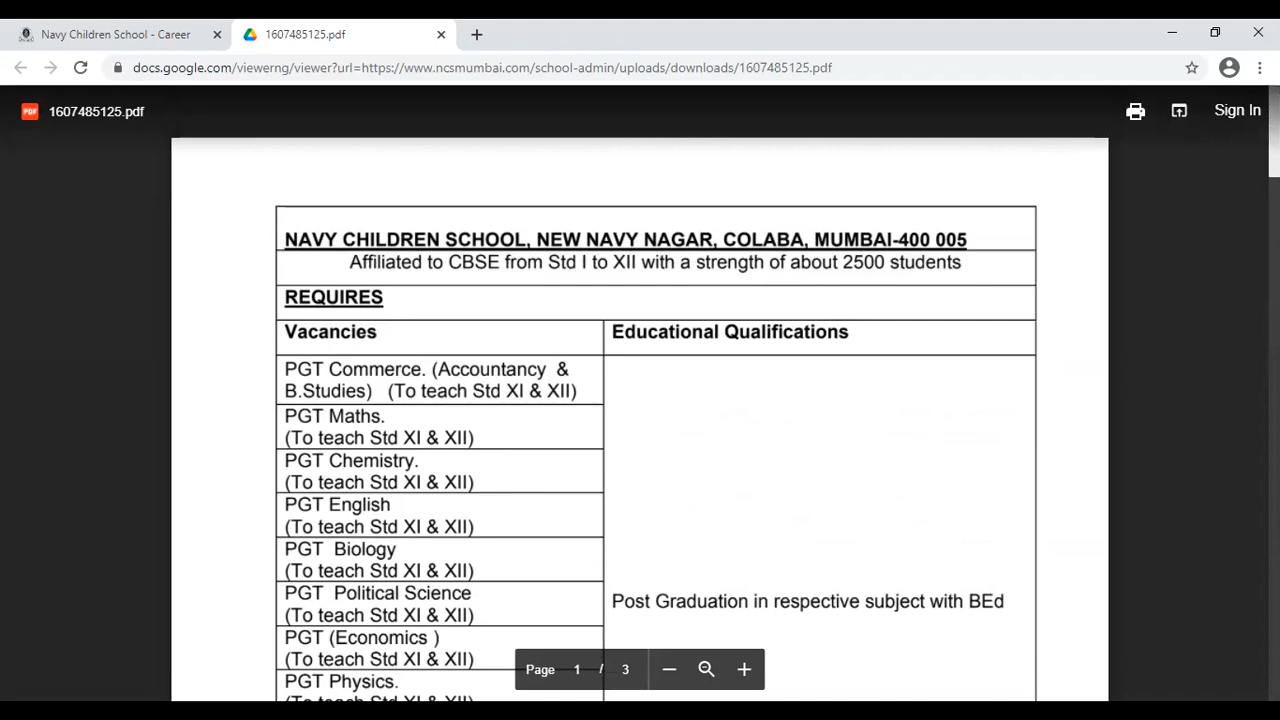 Navy Children School - Career
1607485125.pdf
docs.google.com/viewerng/viewer?url=https://www.ncsmumbai.com/school-admin/uploads/downloads/1607485125.pdf
PDF 1607485125.pdf
Sign In
NAVY CHILDREN SCHOOL, NEW NAVY NAGAR, COLABA, MUMBAI-400 005
Affiliated to CBSE from Std I to XII with a strength of about 2500 students
REQUIRES
Vacancies
Educational Qualifications
PGT Commerce. (Accountancy &
B.Studies) (To teach Std XI & XII)
PGT Maths.
(To teach Std XI & XII)
PGT Chemistry.
(To teach Std XI & XII)
PGT English
(To teach Std XI & XII)
PGT Biology
(To teach Std XI & XII)
PGT Political Science
(To teach Std XI & XII)
Post Graduation in respective subject with BEd
PGT (Economics )
(To teach Std XI & XII)
PGT Physics.
(To teach Std XI & XII)
Page 1 / 3